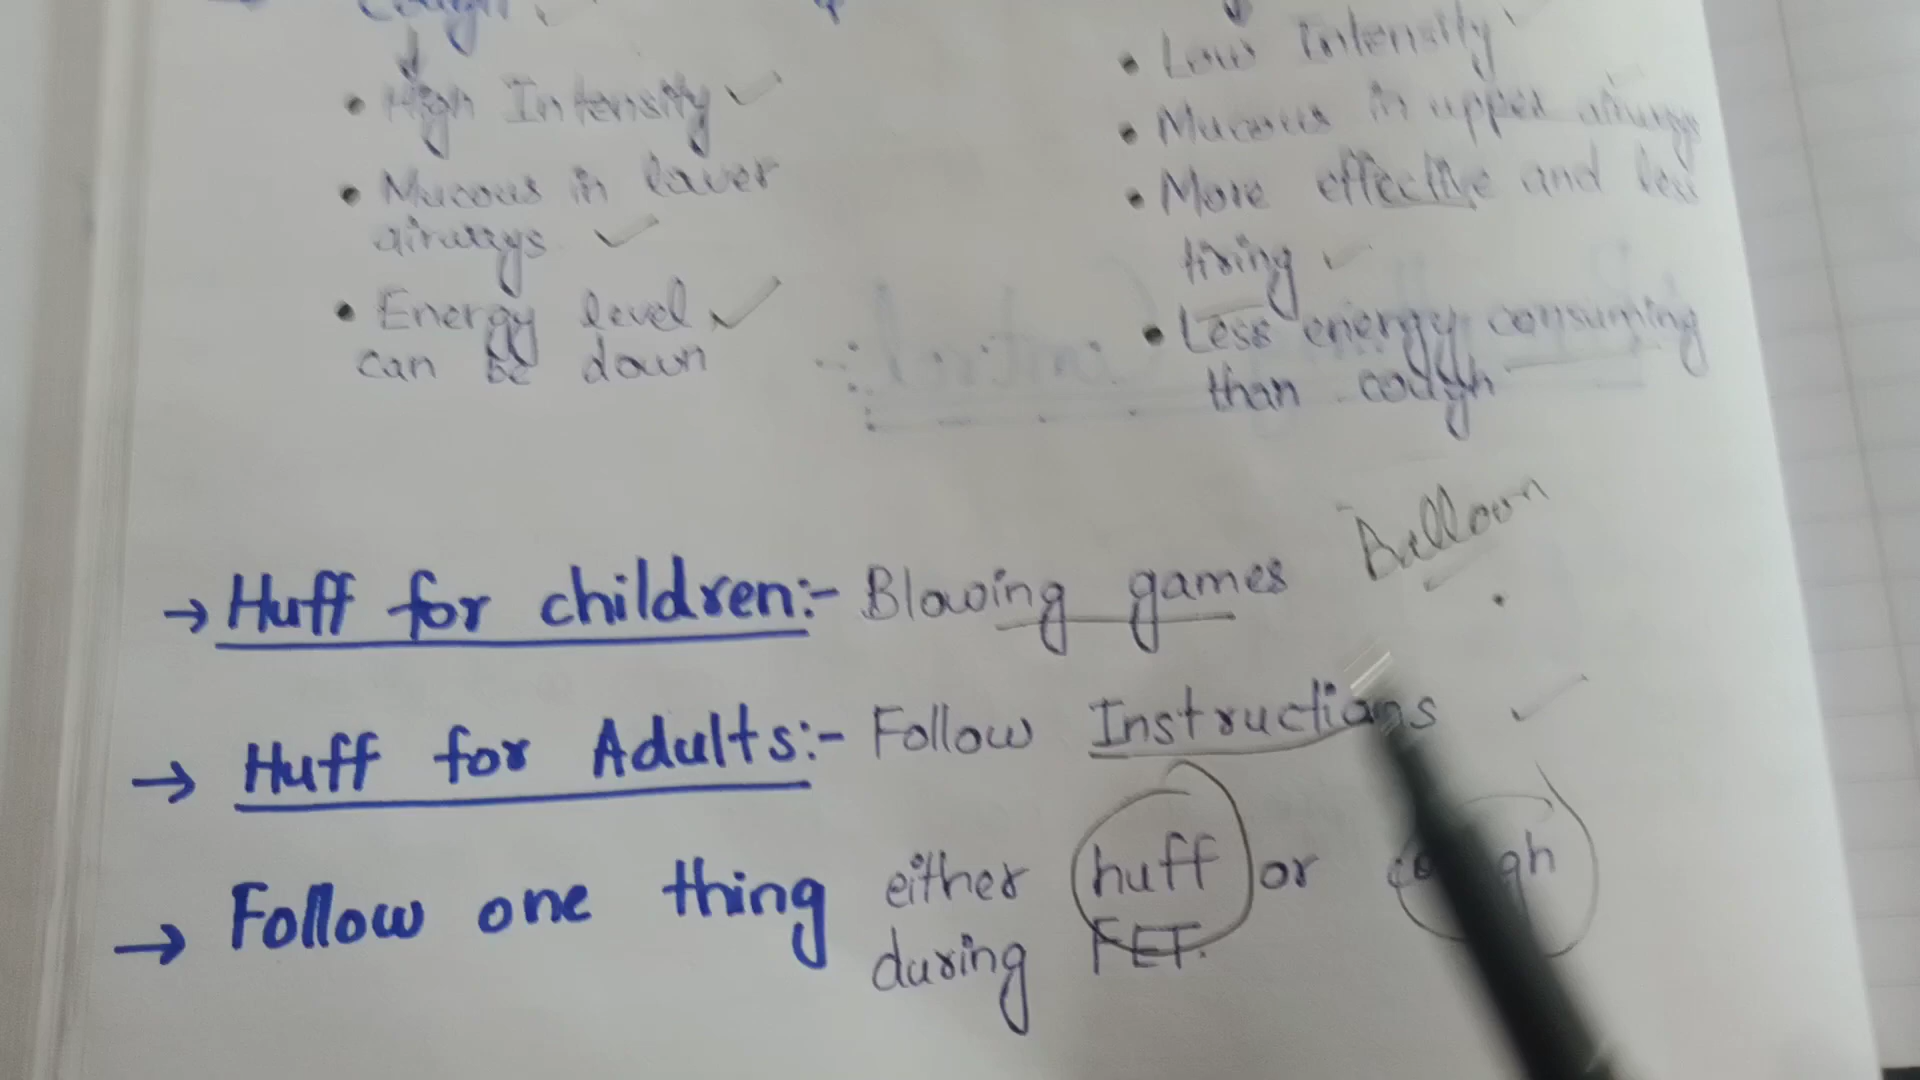 Cough
• High Intensity
• Mucous in lower
airways
• Energy level
can be down
• Low Intensity
• Mucous in upper airways
• More effective and less
tiring
• Less energy consuming
than cough
Balloon
→ Huff for children:- Blowing games
→ Huff for Adults:- Follow Instructions
→ Follow one thing either huff or cough
during FET.